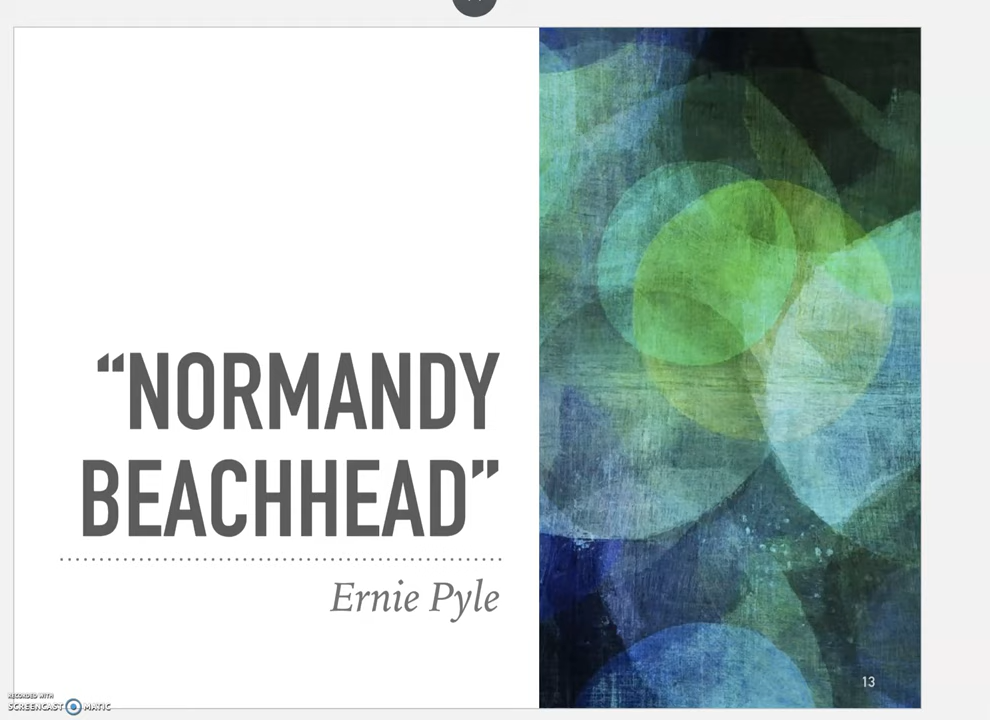 “NORMANDY
BEACHHEAD”
Ernie Pyle
13
RECORDED WITH
SCREENCAST MATIC